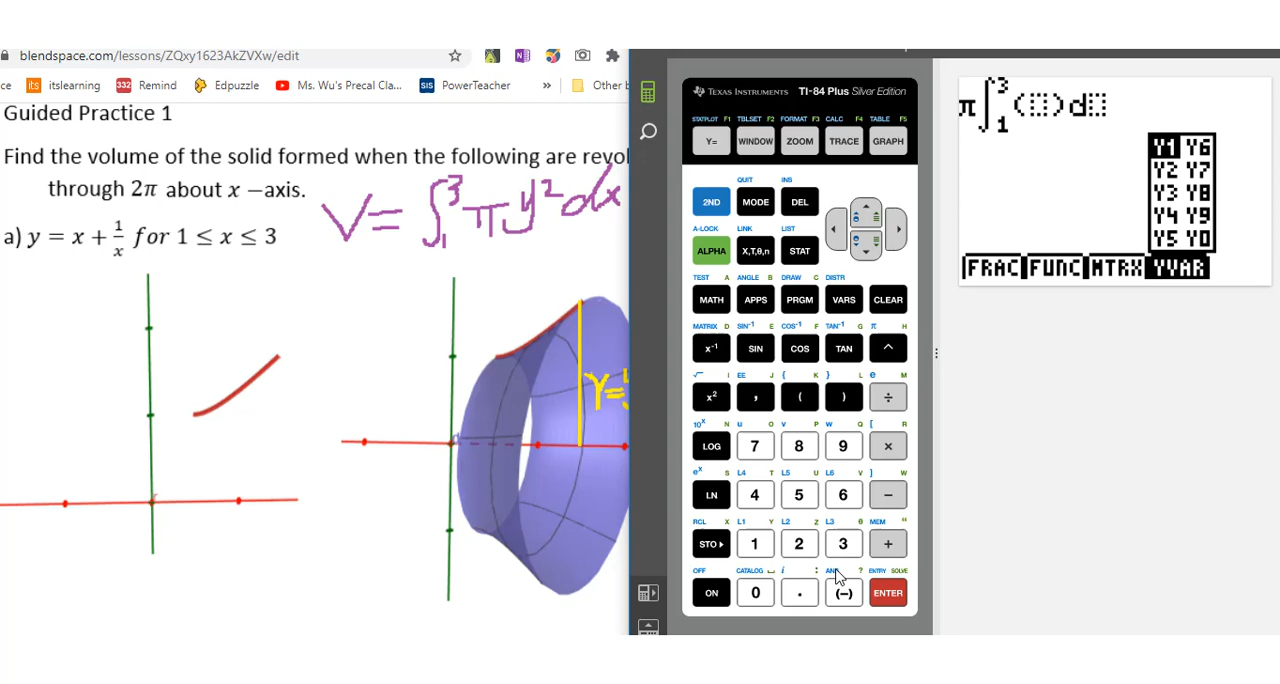 blendspace.com/lessons/ZQxy1623AkZVXw/edit
ce its itslearning 332 Remind Edpuzzle Ms. Wu's Precal Cla... SIS PowerTeacher » Other b
Guided Practice 1
Find the volume of the solid formed when the following are revol
through 2π about x −axis.
V = ∫₁³ πy² dx
a) y = x + 1/x for 1 ≤ x ≤ 3
Y=
TEXAS INSTRUMENTS TI-84 Plus Silver Edition
STATPLOT F1 TBLSET F2 FORMAT F3 CALC F4 TABLE F5
Y= WINDOW ZOOM TRACE GRAPH
QUIT INS
2ND MODE DEL
A-LOCK LINK LIST
ALPHA X,T,θ,n STAT
TEST A ANGLE B DRAW C DISTR
MATH APPS PRGM VARS CLEAR
MATRIX D SIN⁻¹ E COS⁻¹ F TAN⁻¹ G π H
x⁻¹ SIN COS TAN ^
√ I EE J { K } L e M
x² , ( ) ÷
10ˣ N u O v P w Q [ R
LOG 7 8 9 ×
eˣ S L4 T L5 U L6 V ] W
LN 4 5 6 −
RCL X L1 Y L2 Z L3 θ MEM "
STO▸ 1 2 3 +
OFF CATALOG i : ANS ? ENTRY SOLVE
ON 0 . (−) ENTER
π∫₁³(⬚)d⬚
Y1 Y6
Y2 Y7
Y3 Y8
Y4 Y9
Y5 Y0
FRAC FUNC MTRX YVAR